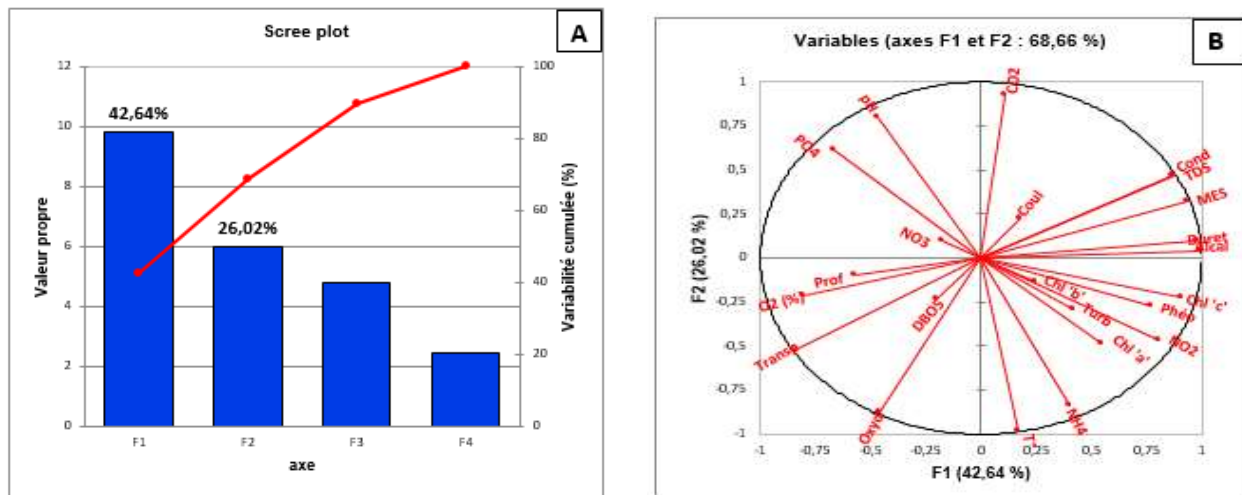 Scree plot
A
12
10
8
6
4
2
0
100
80
60
40
20
0
42,64%
26,02%
Valeur propre
Variabilité cumulée (%)
F1
F2
F3
F4
axe
Variables (axes F1 et F2 : 68,66 %)
B
1
0,75
0,5
0,25
0
-0,25
-0,5
-0,75
-1
F2 (26,02 %)
CO2
pH
PO4
Cond
TDS
MES
Coul
NO3
Duret
Alcal
Prof
O2 (%)
DBO5
Chl 'b'
Chl 'c'
Phéo
Turb
NO2
Chl 'a'
Transp
Oxyd
T°
NH4
-1
-0,75
-0,5
-0,25
0
0,25
0,5
0,75
1
F1 (42,64 %)